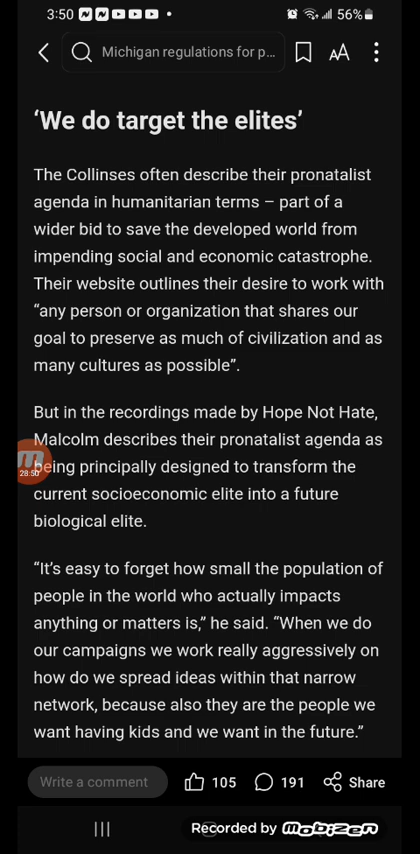 3:50
56%
Michigan regulations for p...
AA
‘We do target the elites’
The Collinses often describe their pronatalist
agenda in humanitarian terms – part of a
wider bid to save the developed world from
impending social and economic catastrophe.
Their website outlines their desire to work with
“any person or organization that shares our
goal to preserve as much of civilization and as
many cultures as possible”.
But in the recordings made by Hope Not Hate,
Malcolm describes their pronatalist agenda as
being principally designed to transform the
28:50
current socioeconomic elite into a future
biological elite.
“It’s easy to forget how small the population of
people in the world who actually impacts
anything or matters is,” he said. “When we do
our campaigns we work really aggressively on
how do we spread ideas within that narrow
network, because also they are the people we
want having kids and we want in the future.”
Write a comment
105
191
Share
Recorded by mobizen